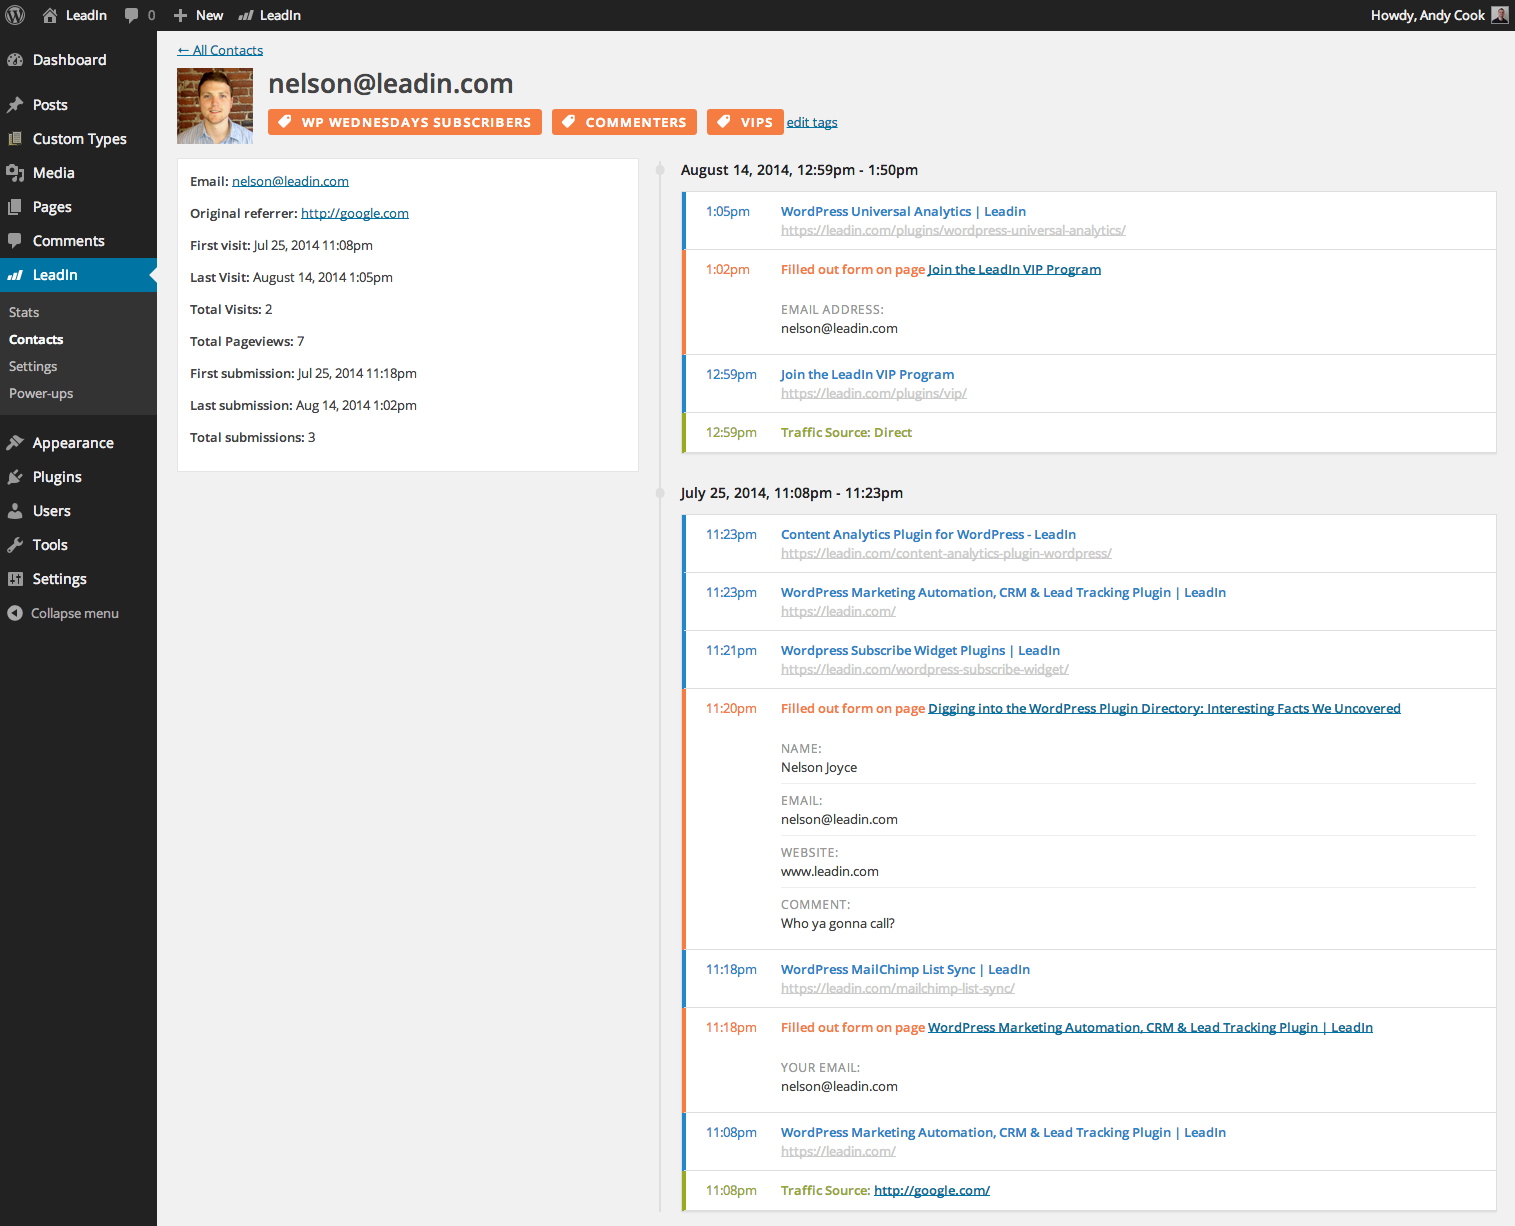 LeadIn 0 New LeadIn Howdy, Andy Cook
Dashboard
Posts
Custom Types
Media
Pages
Comments
LeadIn
Stats
Contacts
Settings
Power-ups
Appearance
Plugins
Users
Tools
Settings
Collapse menu
← All Contacts
nelson@leadin.com
WP WEDNESDAYS SUBSCRIBERS COMMENTERS VIPS edit tags
Email: nelson@leadin.com
Original referrer: http://google.com
First visit: Jul 25, 2014 11:08pm
Last Visit: August 14, 2014 1:05pm
Total Visits: 2
Total Pageviews: 7
First submission: Jul 25, 2014 11:18pm
Last submission: Aug 14, 2014 1:02pm
Total submissions: 3
August 14, 2014, 12:59pm - 1:50pm
1:05pm WordPress Universal Analytics | Leadin
https://leadin.com/plugins/wordpress-universal-analytics/
1:02pm Filled out form on page Join the LeadIn VIP Program
EMAIL ADDRESS:
nelson@leadin.com
12:59pm Join the LeadIn VIP Program
https://leadin.com/plugins/vip/
12:59pm Traffic Source: Direct
July 25, 2014, 11:08pm - 11:23pm
11:23pm Content Analytics Plugin for WordPress - LeadIn
https://leadin.com/content-analytics-plugin-wordpress/
11:23pm WordPress Marketing Automation, CRM & Lead Tracking Plugin | LeadIn
https://leadin.com/
11:21pm Wordpress Subscribe Widget Plugins | LeadIn
https://leadin.com/wordpress-subscribe-widget/
11:20pm Filled out form on page Digging into the WordPress Plugin Directory: Interesting Facts We Uncovered
NAME:
Nelson Joyce
EMAIL:
nelson@leadin.com
WEBSITE:
www.leadin.com
COMMENT:
Who ya gonna call?
11:18pm WordPress MailChimp List Sync | LeadIn
https://leadin.com/mailchimp-list-sync/
11:18pm Filled out form on page WordPress Marketing Automation, CRM & Lead Tracking Plugin | LeadIn
YOUR EMAIL:
nelson@leadin.com
11:08pm WordPress Marketing Automation, CRM & Lead Tracking Plugin | LeadIn
https://leadin.com/
11:08pm Traffic Source: http://google.com/